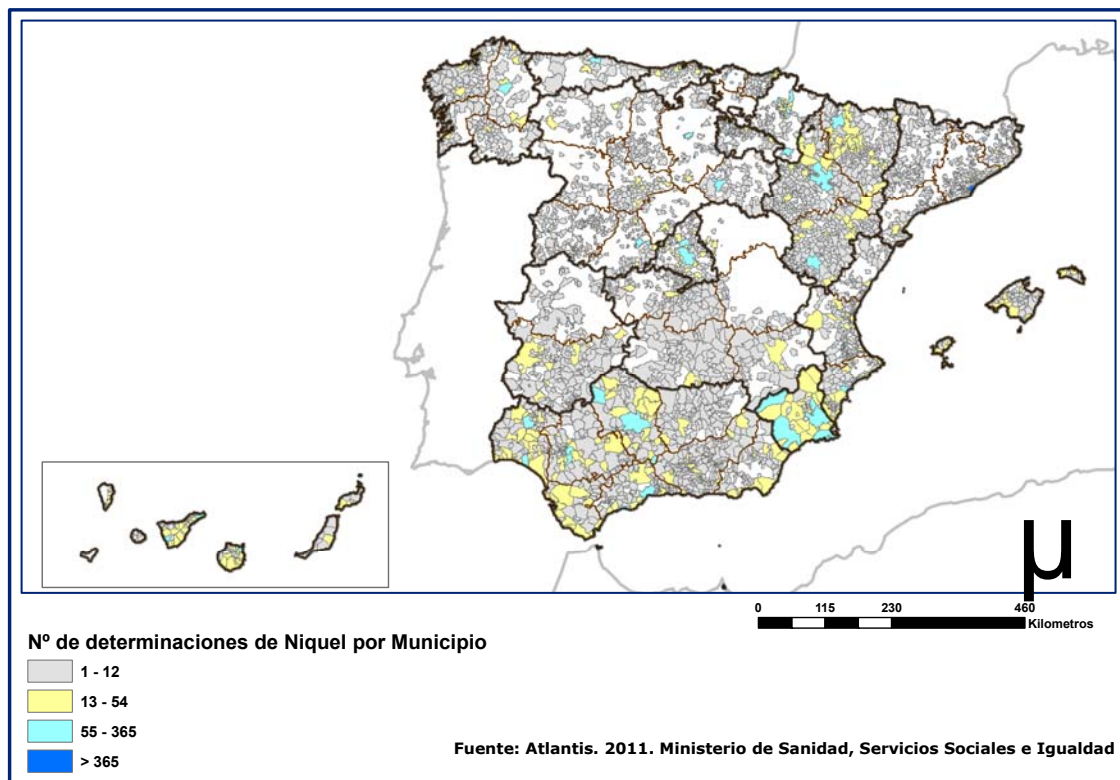 µ
0 115 230 460
Kilometros
Nº de determinaciones de Niquel por Municipio
1 - 12
13 - 54
55 - 365
> 365
Fuente: Atlantis. 2011. Ministerio de Sanidad, Servicios Sociales e Igualdad